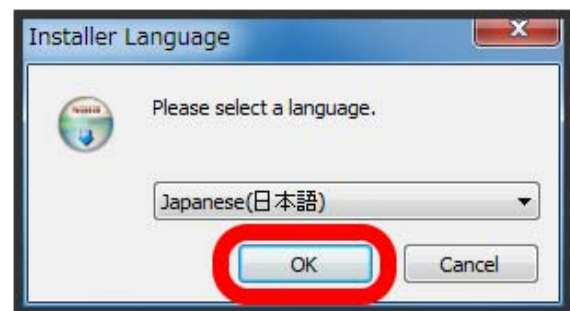 Installer Language
Please select a language.
Japanese(日本語)
OK
Cancel